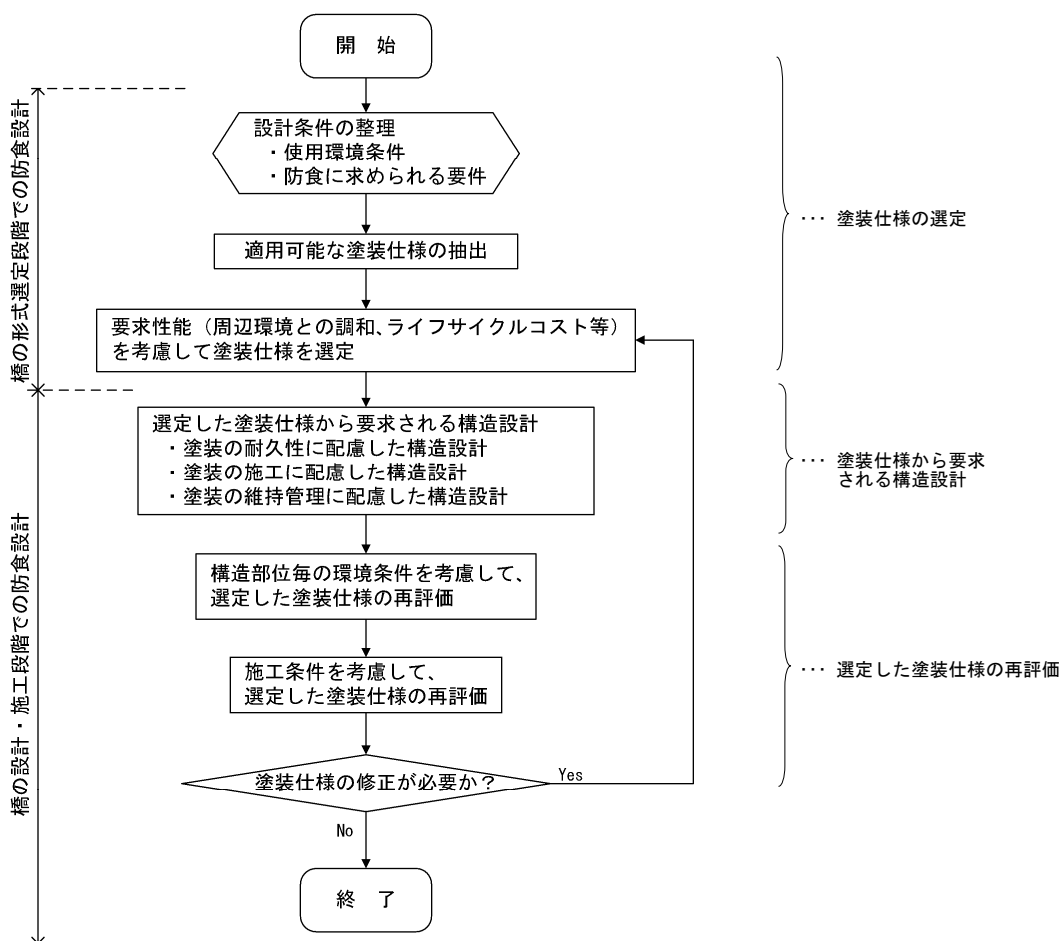 開　始
橋の形式選定段階での防食設計
設計条件の整理
・使用環境条件
・防食に求められる要件
適用可能な塗装仕様の抽出
要求性能（周辺環境との調和、ライフサイクルコスト等）
を考慮して塗装仕様を選定
･･･ 塗装仕様の選定
橋の設計・施工段階での防食設計
選定した塗装仕様から要求される構造設計
・塗装の耐久性に配慮した構造設計
・塗装の施工に配慮した構造設計
・塗装の維持管理に配慮した構造設計
･･･ 塗装仕様から要求
される構造設計
構造部位毎の環境条件を考慮して、
選定した塗装仕様の再評価
施工条件を考慮して、
選定した塗装仕様の再評価
･･･ 選定した塗装仕様の再評価
塗装仕様の修正が必要か？
Yes
No
終　了